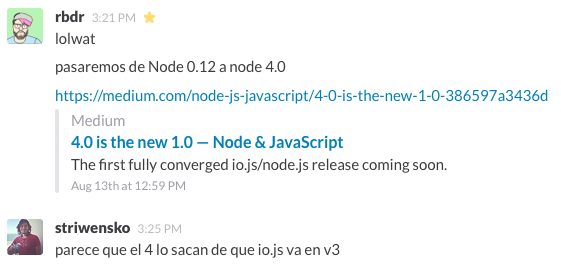 rbdr 3:21 PM
lolwat
pasaremos de Node 0.12 a node 4.0
https://medium.com/node-js-javascript/4-0-is-the-new-1-0-386597a3436d
Medium
4.0 is the new 1.0 — Node & JavaScript
The first fully converged io.js/node.js release coming soon.
Aug 13th at 12:59 PM
striwensko 3:25 PM
parece que el 4 lo sacan de que io.js va en v3